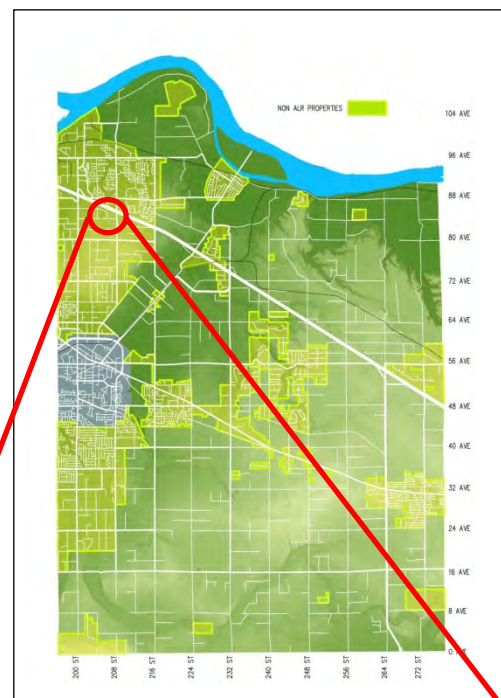 NON ALR PROPERTIES
104 AVE
96 AVE
88 AVE
80 AVE
72 AVE
64 AVE
56 AVE
48 AVE
40 AVE
32 AVE
24 AVE
16 AVE
8 AVE
0 AVE
200 ST
208 ST
216 ST
224 ST
232 ST
240 ST
248 ST
256 ST
264 ST
272 ST